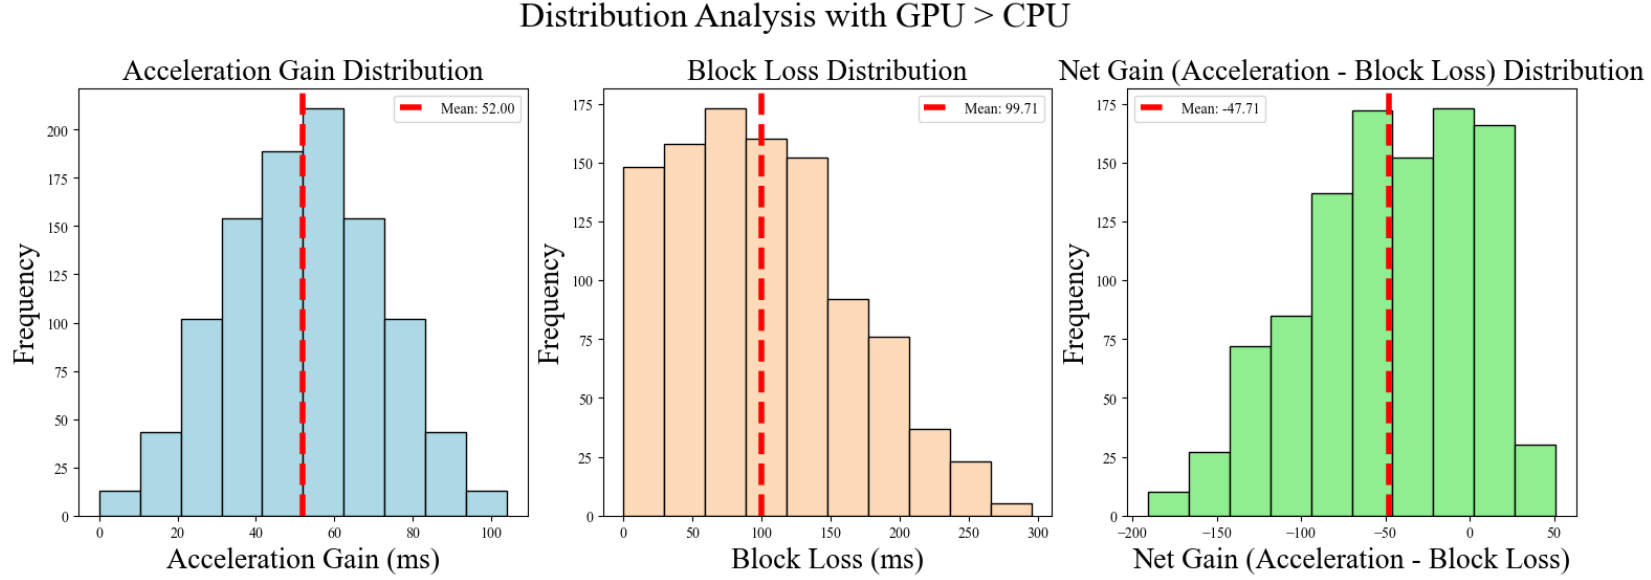 Distribution Analysis with GPU > CPU
Acceleration Gain Distribution
Mean: 52.00
200
175
150
125
100
75
50
25
0
Frequency
0 20 40 60 80 100
Acceleration Gain (ms)
Block Loss Distribution
Mean: 99.71
175
150
125
100
75
50
25
0
Frequency
0 50 100 150 200 250 300
Block Loss (ms)
Net Gain (Acceleration - Block Loss) Distribution
Mean: -47.71
175
150
125
100
75
50
25
0
Frequency
−200 −150 −100 −50 0 50
Net Gain (Acceleration - Block Loss)